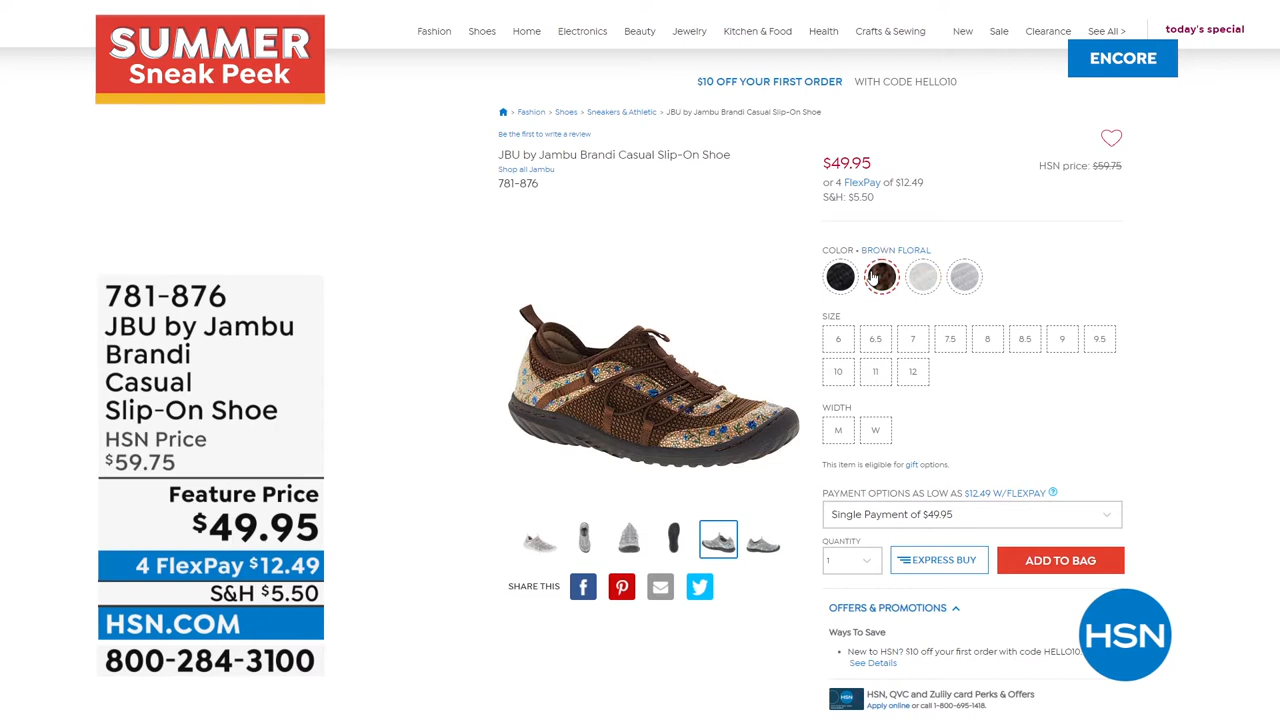 SUMMER
Sneak Peek
Fashion Shoes Home Electronics Beauty Jewelry Kitchen & Food Health Crafts & Sewing New Sale Clearance See All > today's special
ENCORE
$10 OFF YOUR FIRST ORDER WITH CODE HELLO10
> Fashion > Shoes > Sneakers & Athletic > JBU by Jambu Brandi Casual Slip-On Shoe
Be the first to write a review
JBU by Jambu Brandi Casual Slip-On Shoe
Shop all Jambu
781-876
$49.95
HSN price: $59.75
or 4 FlexPay of $12.49
S&H: $5.50
COLOR • BROWN FLORAL
SIZE
6 6.5 7 7.5 8 8.5 9 9.5
10 11 12
WIDTH
M W
This item is eligible for gift options.
PAYMENT OPTIONS AS LOW AS $12.49 W/FLEXPAY ?
Single Payment of $49.95
QUANTITY
1 EXPRESS BUY ADD TO BAG
SHARE THIS
OFFERS & PROMOTIONS
Ways To Save
• New to HSN? $10 off your first order with code HELLO10.
See Details
HSN, QVC and Zulily card Perks & Offers
Apply online or call 1-800-695-1418.
HSN
781-876
JBU by Jambu
Brandi
Casual
Slip-On Shoe
HSN Price
$59.75
Feature Price
$49.95
4 FlexPay $12.49
S&H $5.50
HSN.COM
800-284-3100